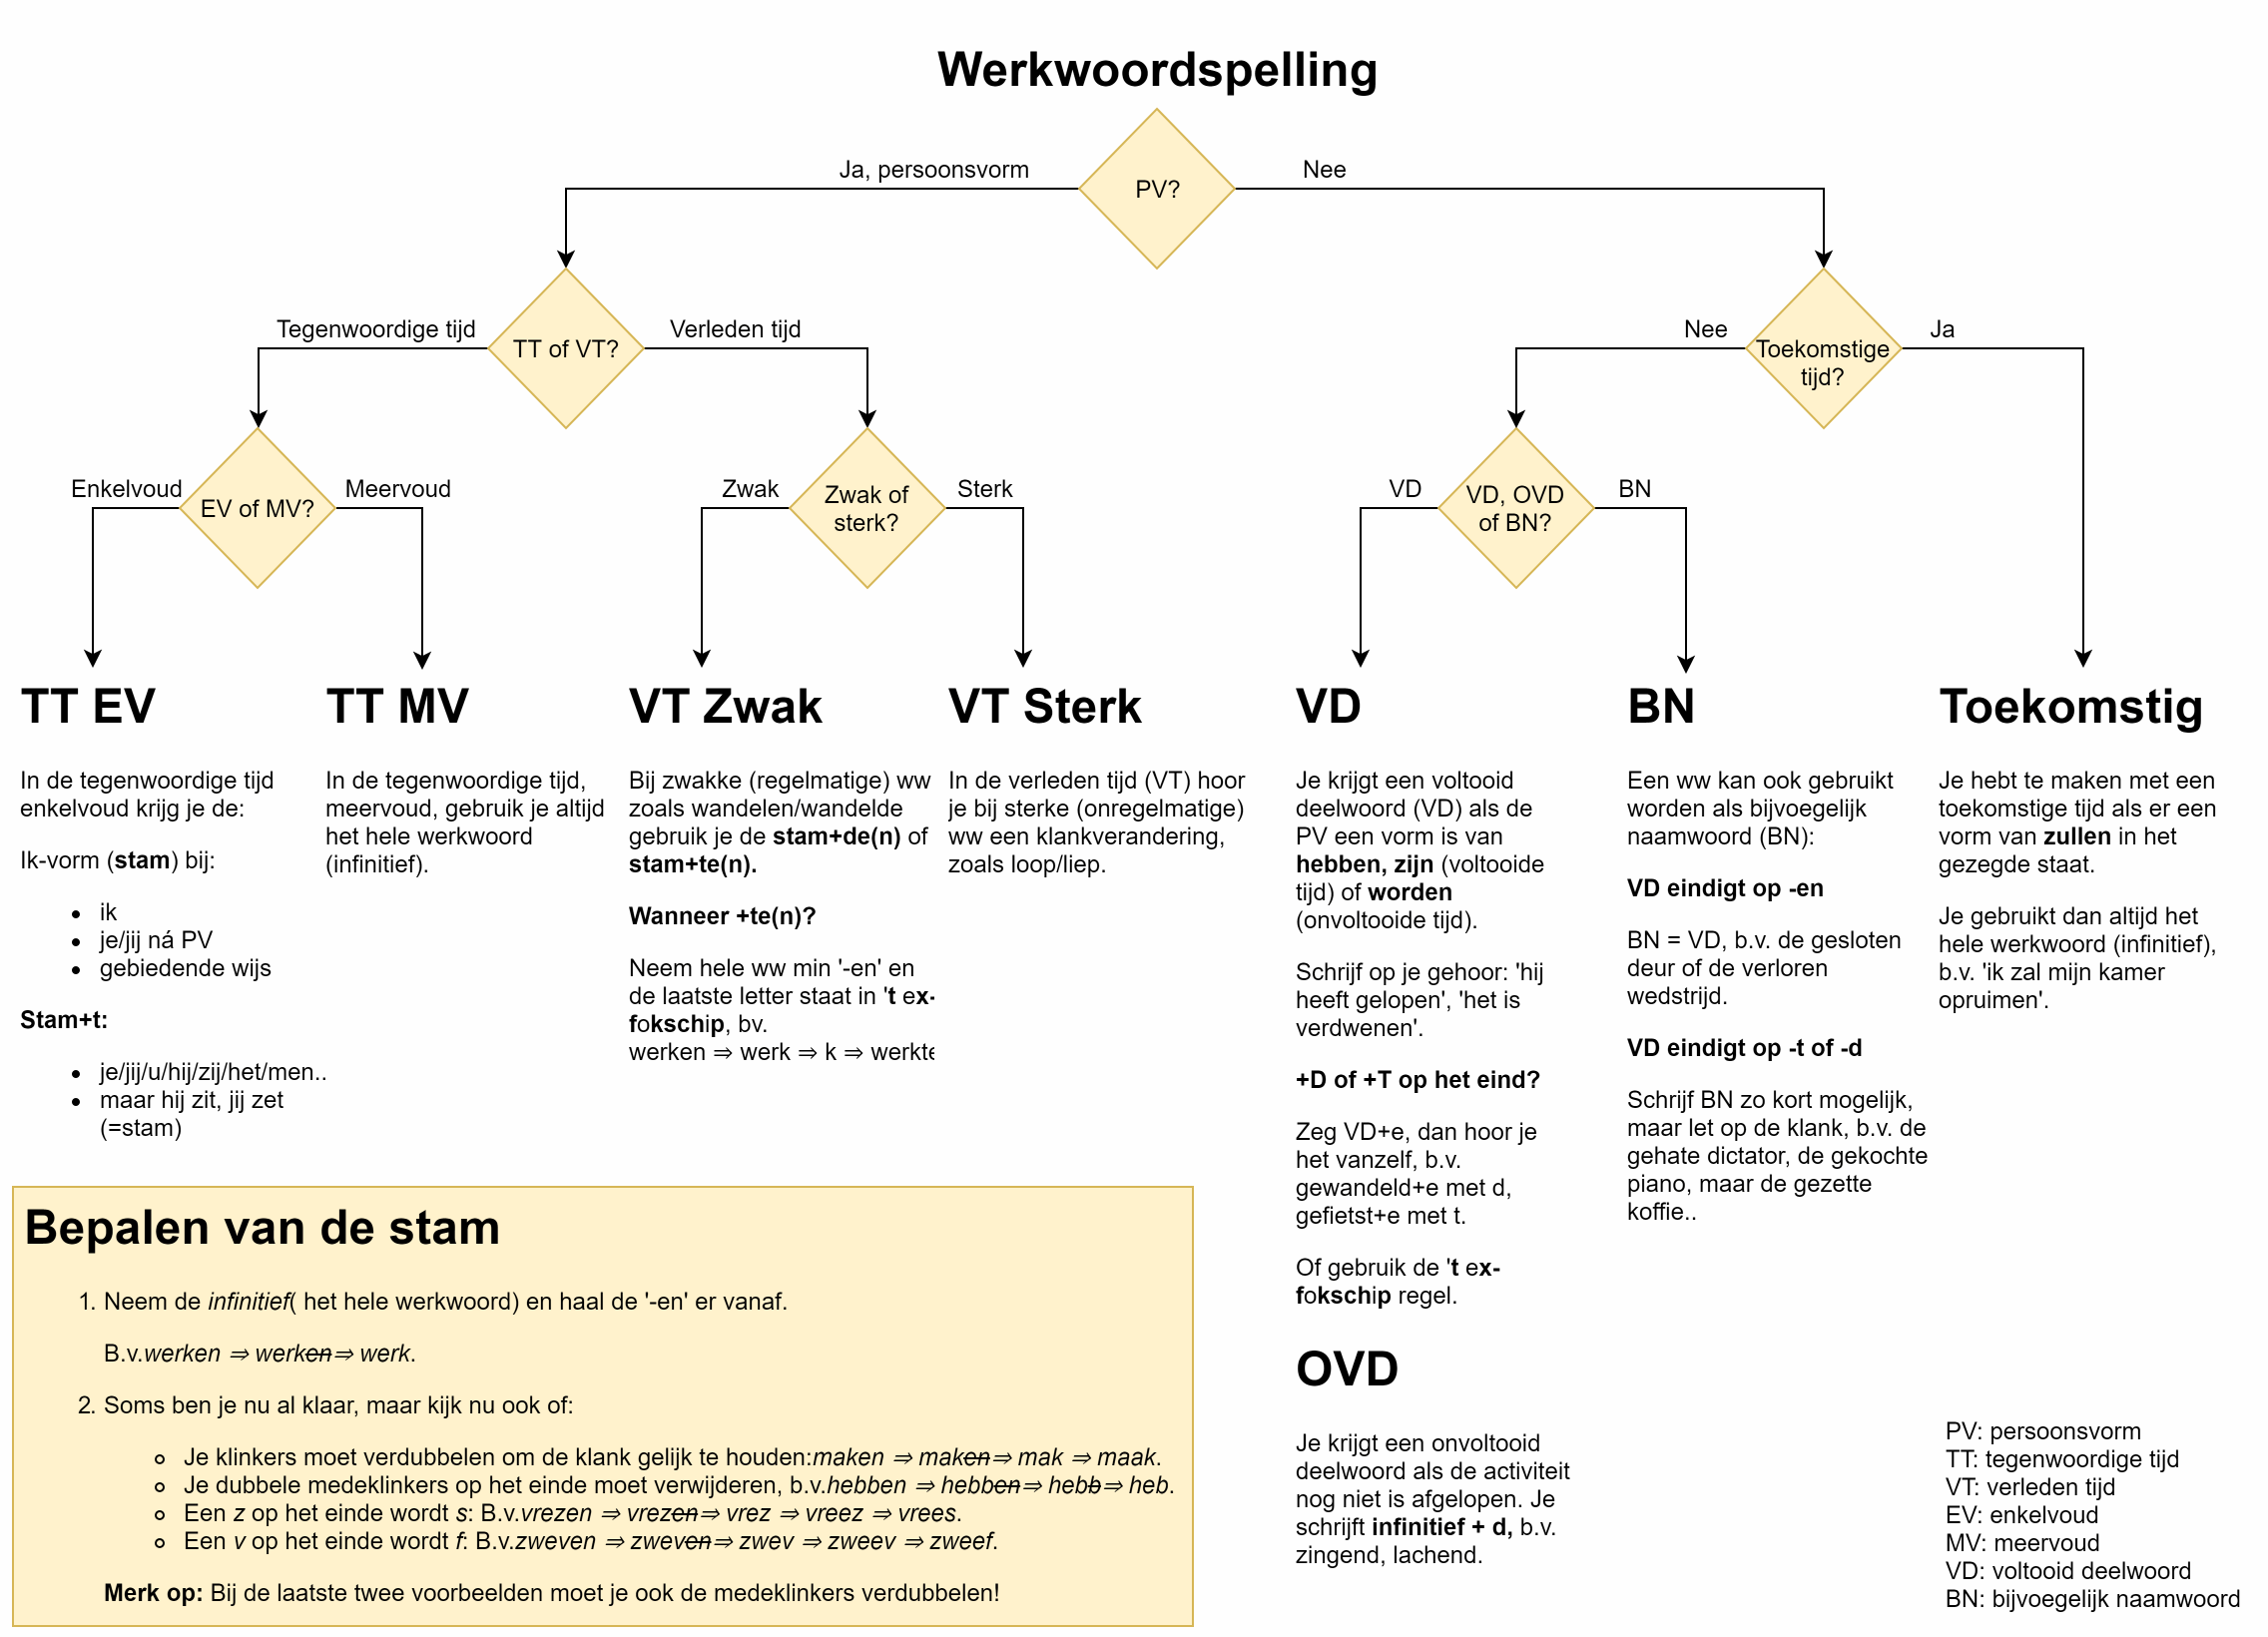 Werkwoordspelling
PV?
Ja, persoonsvorm
Nee
TT of VT?
Tegenwoordige tijd
Verleden tijd
Toekomstige
tijd?
Nee
Ja
EV of MV?
Enkelvoud
Meervoud
Zwak of
sterk?
Zwak
Sterk
VD, OVD
of BN?
VD
BN
TT EV
In de tegenwoordige tijd
enkelvoud krijg je de:
Ik-vorm (stam) bij:
ik
je/jij ná PV
gebiedende wijs
Stam+t:
je/jij/u/hij/zij/het/men..
maar hij zit, jij zet
(=stam)
TT MV
In de tegenwoordige tijd,
meervoud, gebruik je altijd
het hele werkwoord
(infinitief).
VT Zwak
Bij zwakke (regelmatige) ww
zoals wandelen/wandelde
gebruik je de stam+de(n) of
stam+te(n).
Wanneer +te(n)?
Neem hele ww min '-en' en
de laatste letter staat in 't ex-
fokschip, bv.
werken ⇒ werk ⇒ k ⇒ werkte
VT Sterk
In de verleden tijd (VT) hoor
je bij sterke (onregelmatige)
ww een klankverandering,
zoals loop/liep.
VD
Je krijgt een voltooid
deelwoord (VD) als de
PV een vorm is van
hebben, zijn (voltooide
tijd) of worden
(onvoltooide tijd).
Schrijf op je gehoor: 'hij
heeft gelopen', 'het is
verdwenen'.
+D of +T op het eind?
Zeg VD+e, dan hoor je
het vanzelf, b.v.
gewandeld+e met d,
gefietst+e met t.
Of gebruik de 't ex-
fokschip regel.
OVD
Je krijgt een onvoltooid
deelwoord als de activiteit
nog niet is afgelopen. Je
schrijft infinitief + d, b.v.
zingend, lachend.
BN
Een ww kan ook gebruikt
worden als bijvoegelijk
naamwoord (BN):
VD eindigt op -en
BN = VD, b.v. de gesloten
deur of de verloren
wedstrijd.
VD eindigt op -t of -d
Schrijf BN zo kort mogelijk,
maar let op de klank, b.v. de
gehate dictator, de gekochte
piano, maar de gezette
koffie..
Toekomstig
Je hebt te maken met een
toekomstige tijd als er een
vorm van zullen in het
gezegde staat.
Je gebruikt dan altijd het
hele werkwoord (infinitief),
b.v. 'ik zal mijn kamer
opruimen'.
Bepalen van de stam
1. Neem de infinitief( het hele werkwoord) en haal de '-en' er vanaf.
B.v.werken ⇒ werken⇒ werk.
2. Soms ben je nu al klaar, maar kijk nu ook of:
Je klinkers moet verdubbelen om de klank gelijk te houden:maken ⇒ maken⇒ mak ⇒ maak.
Je dubbele medeklinkers op het einde moet verwijderen, b.v.hebben ⇒ hebben⇒ hebb⇒ heb.
Een z op het einde wordt s: B.v.vrezen ⇒ vrezen⇒ vrez ⇒ vreez ⇒ vrees.
Een v op het einde wordt f: B.v.zweven ⇒ zweven⇒ zwev ⇒ zweev ⇒ zweef.
Merk op: Bij de laatste twee voorbeelden moet je ook de medeklinkers verdubbelen!
PV: persoonsvorm
TT: tegenwoordige tijd
VT: verleden tijd
EV: enkelvoud
MV: meervoud
VD: voltooid deelwoord
BN: bijvoegelijk naamwoord